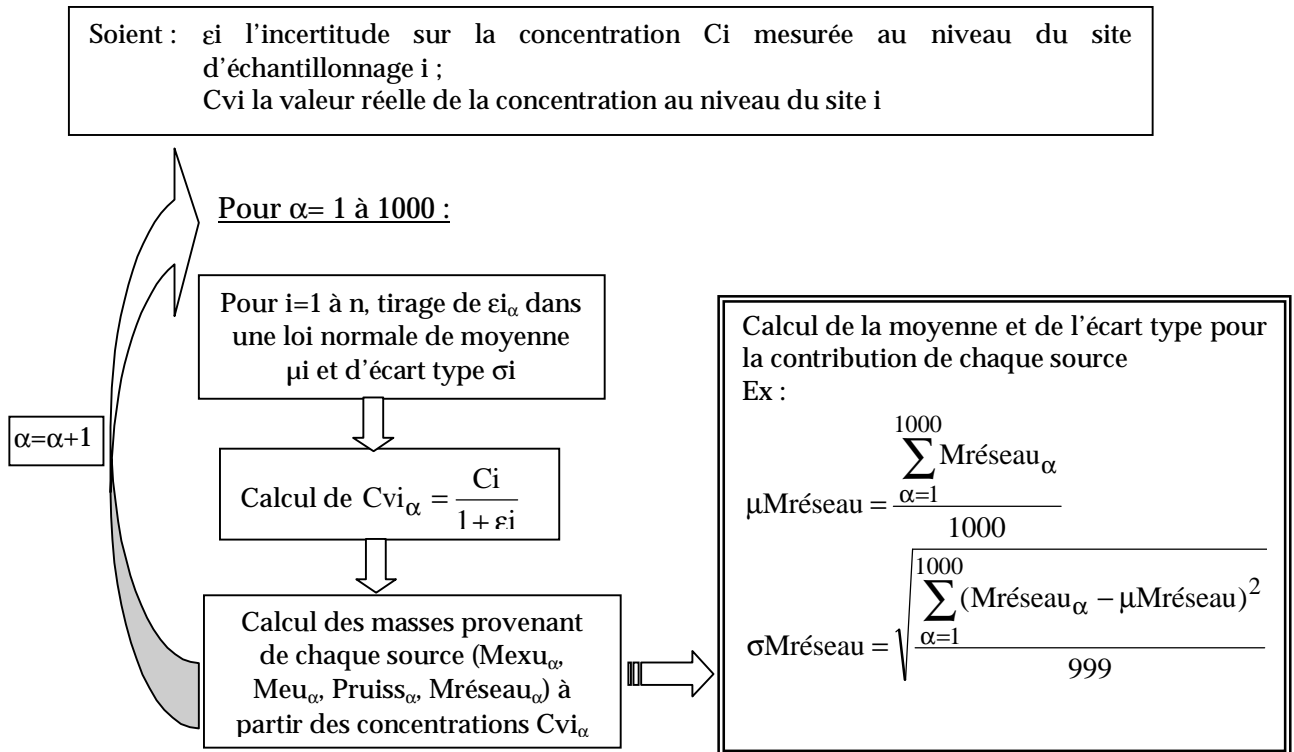 Soient : εi l'incertitude sur la concentration Ci mesurée au niveau du site
d'échantillonnage i ;
Cvi la valeur réelle de la concentration au niveau du site i
Pour α= 1 à 1000 :
Pour i=1 à n, tirage de εiα dans
une loi normale de moyenne
μi et d'écart type σi
α=α+1
Calcul de Cviα = Ci / (1 + εi)
Calcul des masses provenant
de chaque source (Mexuα,
Meuα, Pruissα, Mréseauα) à
partir des concentrations Cviα
Calcul de la moyenne et de l'écart type pour
la contribution de chaque source
Ex :
μMréseau = ∑_{α=1}^{1000} Mréseauα / 1000
σMréseau = √(∑_{α=1}^{1000} (Mréseauα − μMréseau)² / 999)